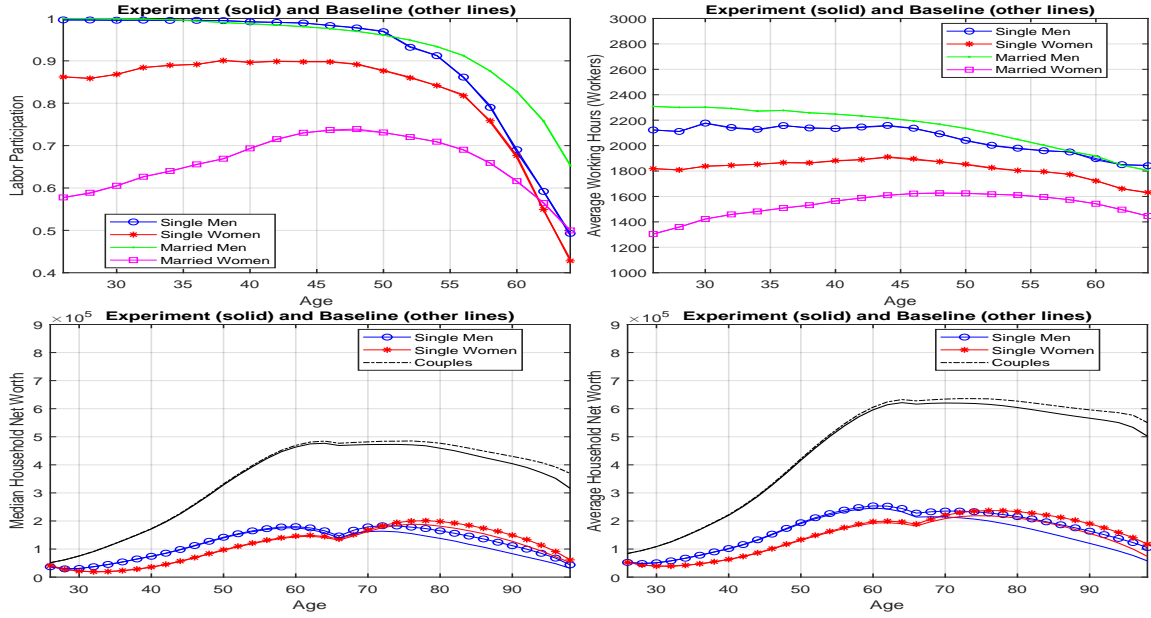 Experiment (solid) and Baseline (other lines)
Labor Participation
1
0.9
0.8
0.7
0.6
0.5
0.4
Single Men
Single Women
Married Men
Married Women
30 35 40 45 50 55 60
Age
Experiment (solid) and Baseline (other lines)
Average Working Hours (Workers)
3000
2800
2600
2400
2200
2000
1800
1600
1400
1200
1000
Single Men
Single Women
Married Men
Married Women
30 35 40 45 50 55 60
Age
×10⁵ Experiment (solid) and Baseline (other lines)
Median Household Net Worth
9
8
7
6
5
4
3
2
1
0
Single Men
Single Women
Couples
30 40 50 60 70 80 90
Age
×10⁵ Experiment (solid) and Baseline (other lines)
Average Household Net Worth
9
8
7
6
5
4
3
2
1
0
Single Men
Single Women
Couples
30 40 50 60 70 80 90
Age